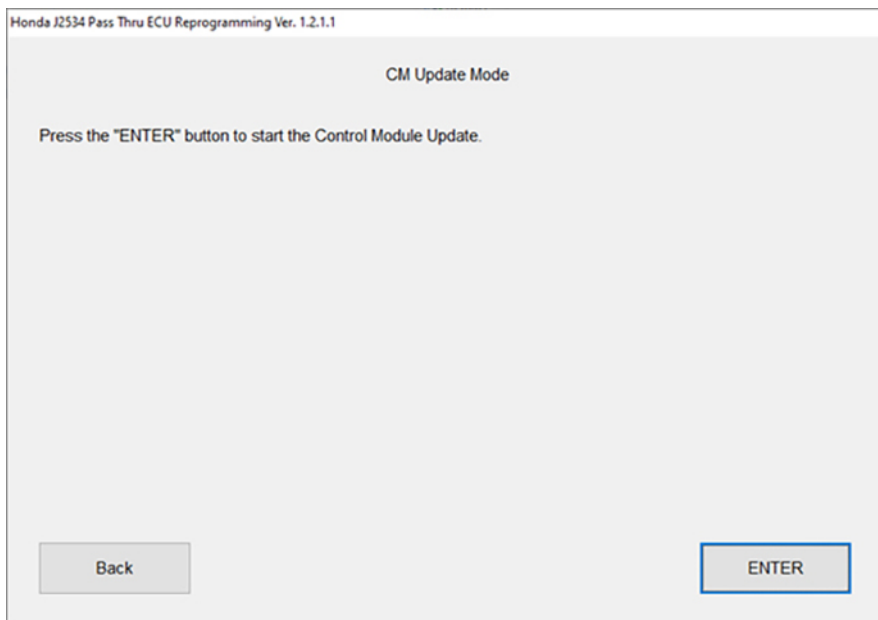 Honda J2534 Pass Thru ECU Reprogramming Ver. 1.2.1.1
CM Update Mode
Press the "ENTER" button to start the Control Module Update.
Back
ENTER